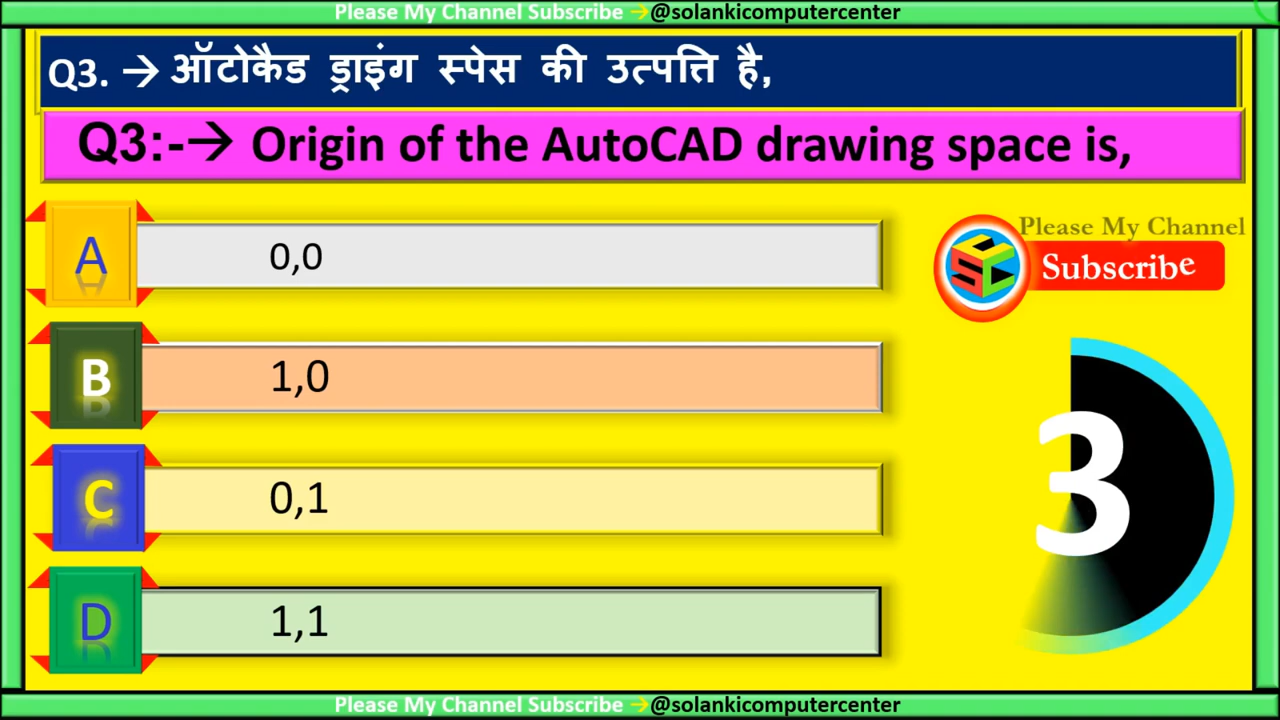 Please My Channel Subscribe →@solankicomputercenter
Q3. → ऑटोकैड ड्राइंग स्पेस की उत्पत्ति है,
Q3:-→ Origin of the AutoCAD drawing space is,
A 0,0
B 1,0
C 0,1
D 1,1
Please My Channel
Subscribe
CSC
3
Please My Channel Subscribe →@solankicomputercenter